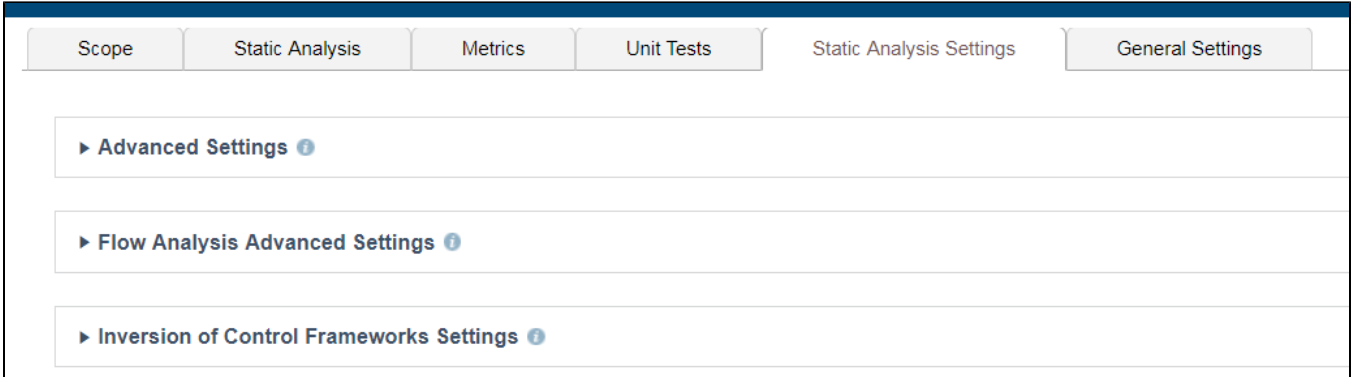 Scope Static Analysis Metrics Unit Tests Static Analysis Settings General Settings
Advanced Settings
Flow Analysis Advanced Settings
Inversion of Control Frameworks Settings